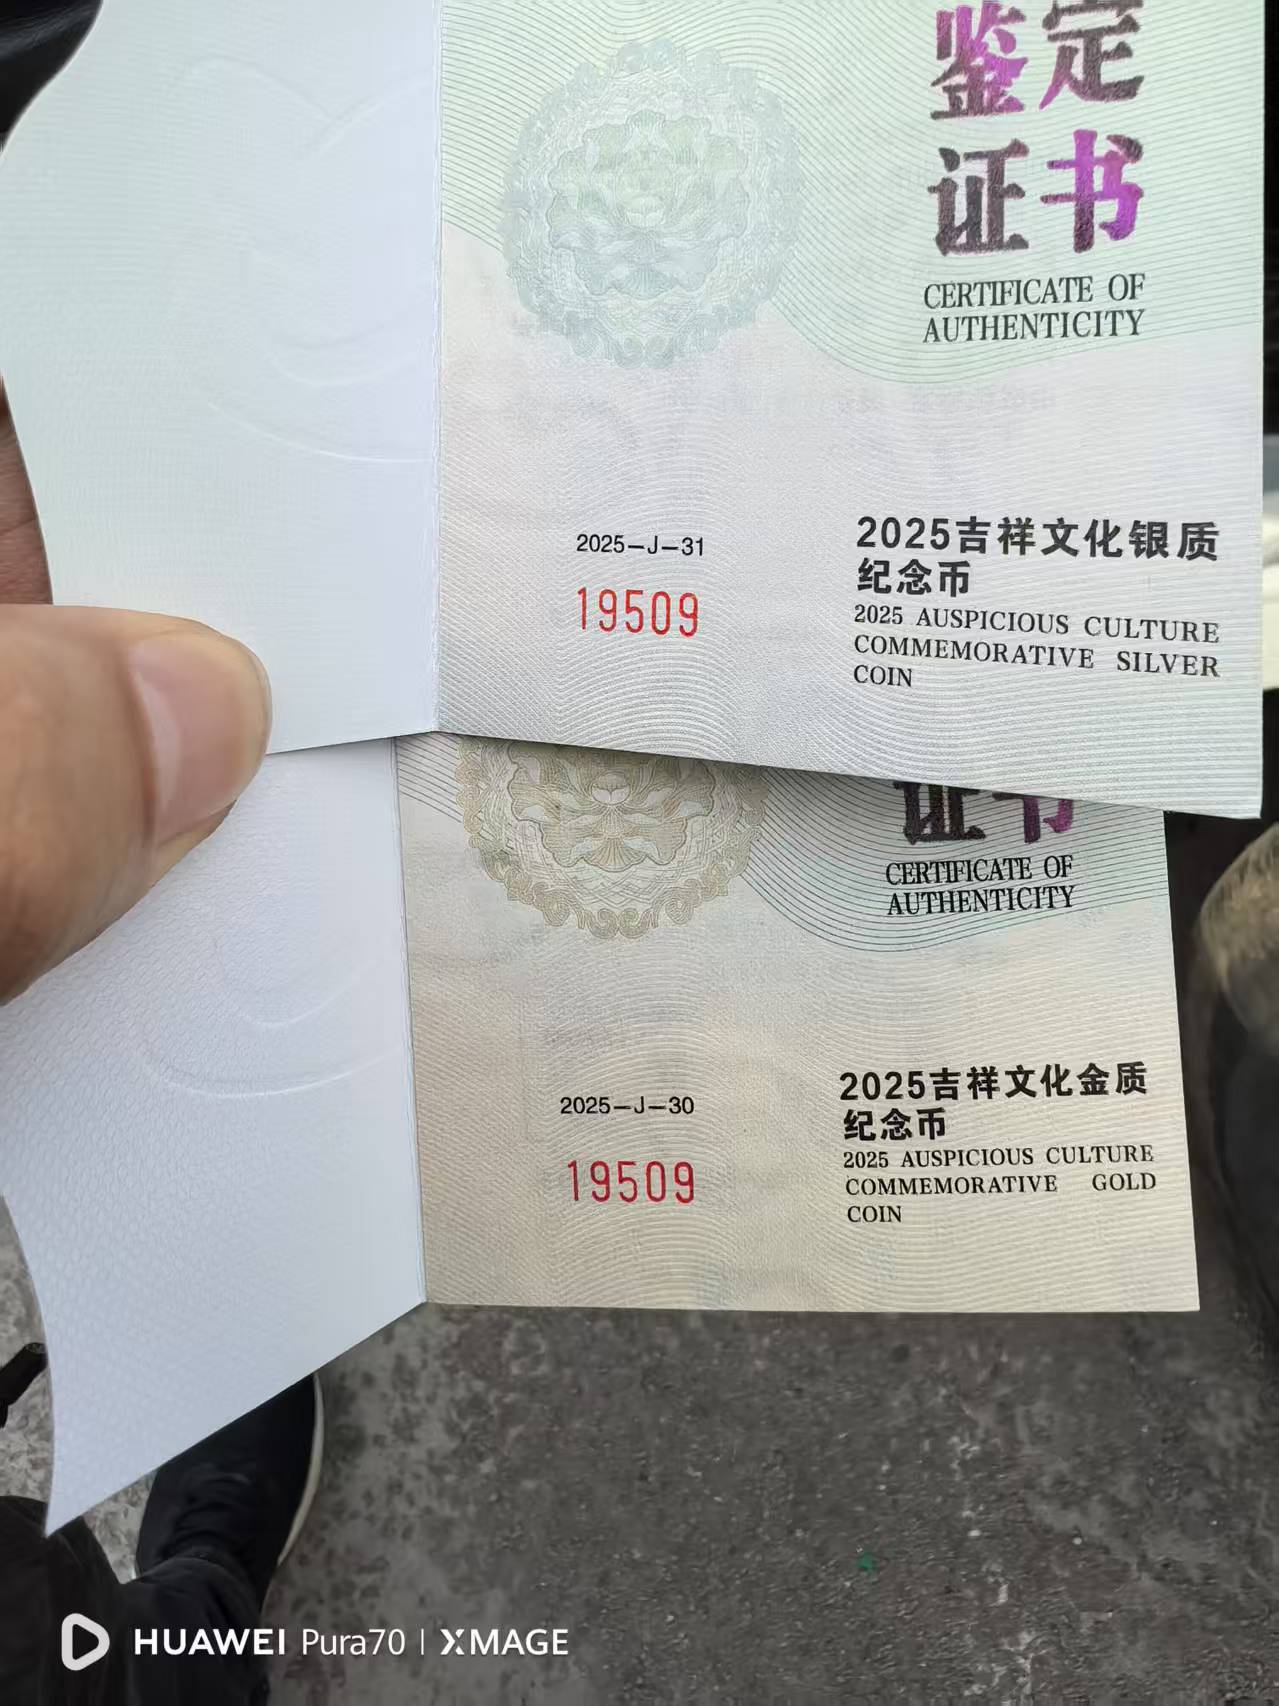 鉴定
证书
CERTIFICATE OF
AUTHENTICITY
2025-J-31
19509
2025吉祥文化银质
纪念币
2025 AUSPICIOUS CULTURE
COMMEMORATIVE SILVER
COIN
证书
CERTIFICATE OF
AUTHENTICITY
2025-J-30
19509
2025吉祥文化金质
纪念币
2025 AUSPICIOUS CULTURE
COMMEMORATIVE GOLD
COIN
HUAWEI Pura70 | XMAGE